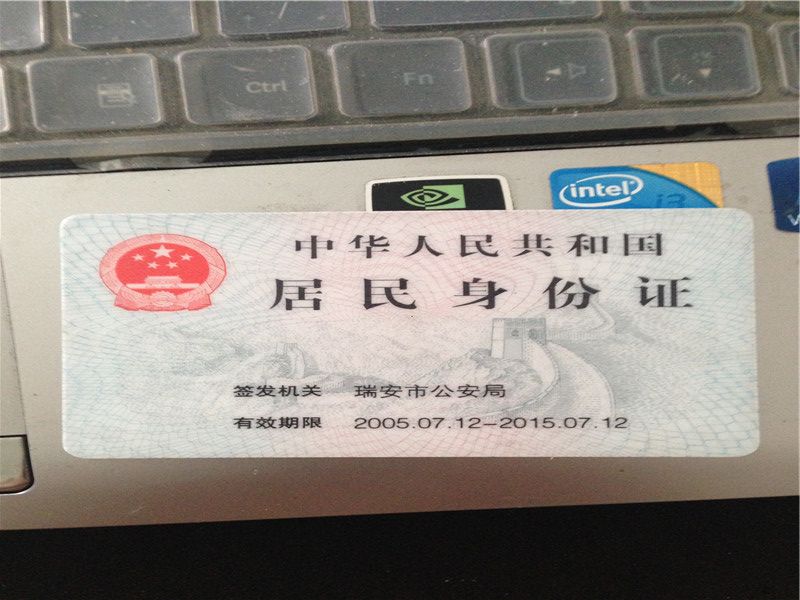 Ctrl
Fn
intel
i3
中华人民共和国
居民身份证
签发机关 瑞安市公安局
有效期限 2005.07.12-2015.07.12